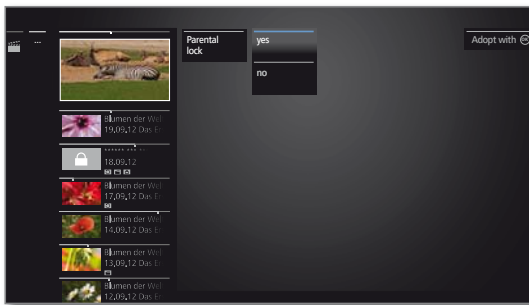 ...
Parental
lock
yes
no
Adopt with OK
Blumen der Wel
19.09.12 Das Er
****** *** **
18.09.12
Blumen der Wel
17.09.12 Das Er
Blumen der Wel
14.09.12 Das Er
Blumen der Wel
13.09.12 Das Er
Blumen der Wel
12.09.12 Das Er